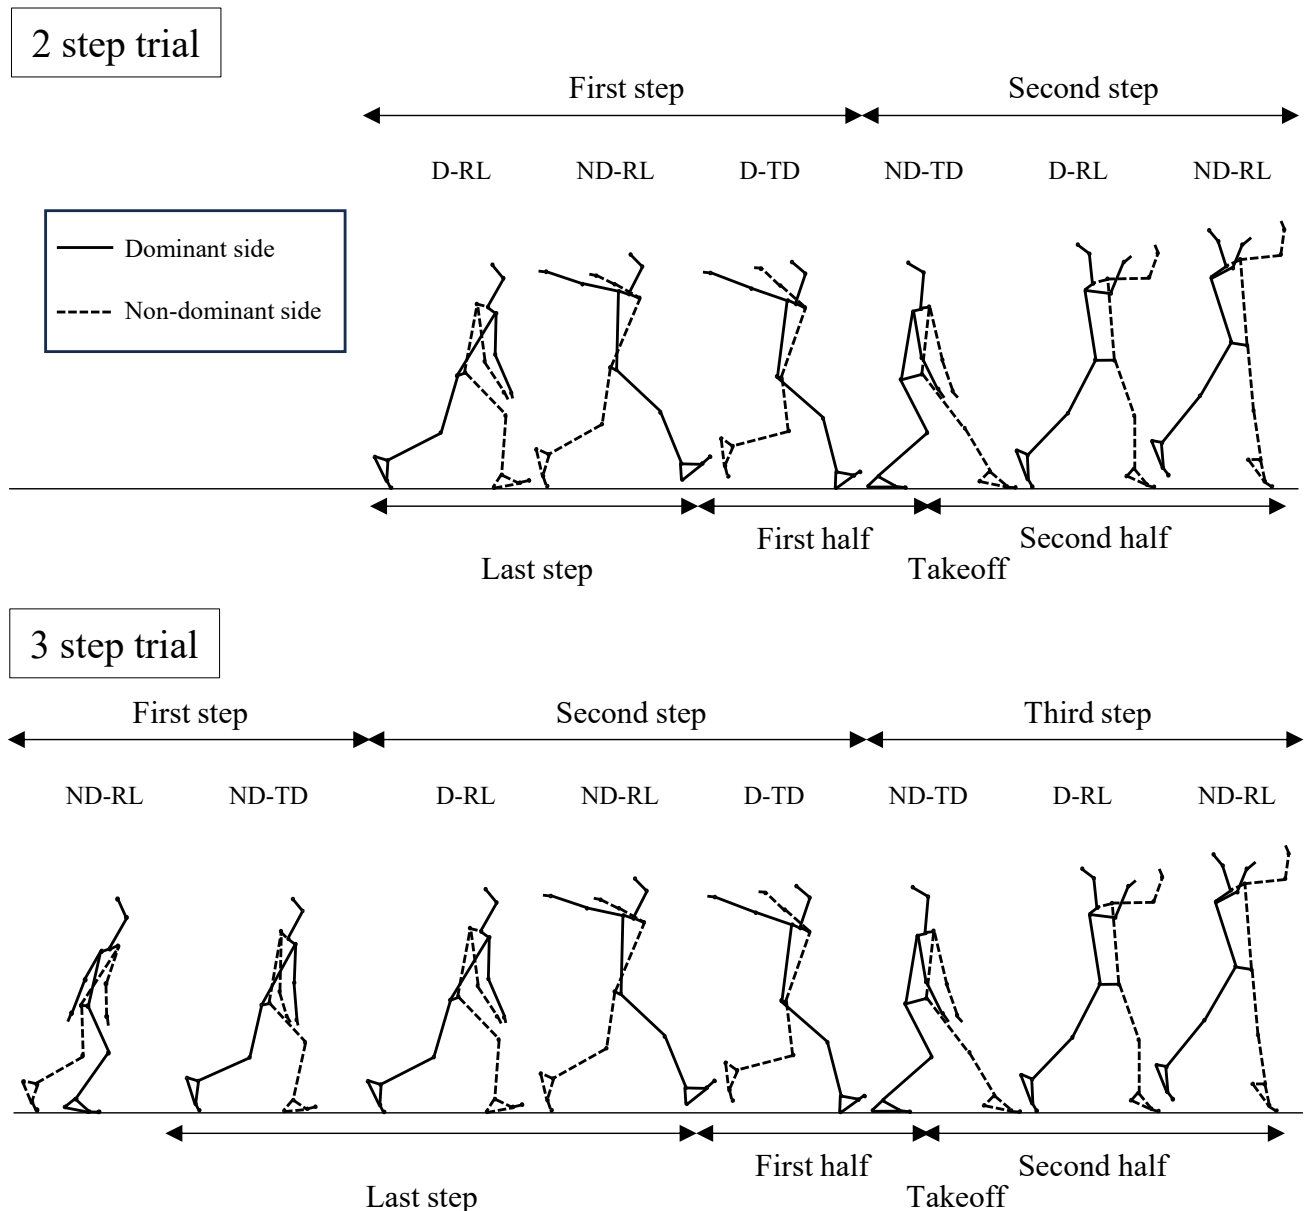 2 step trial
First step Second step
D-RL ND-RL D-TD ND-TD D-RL ND-RL
Dominant side
Non-dominant side
First half Second half
Last step Takeoff
3 step trial
First step Second step Third step
ND-RL ND-TD D-RL ND-RL D-TD ND-TD D-RL ND-RL
First half Second half
Last step Takeoff